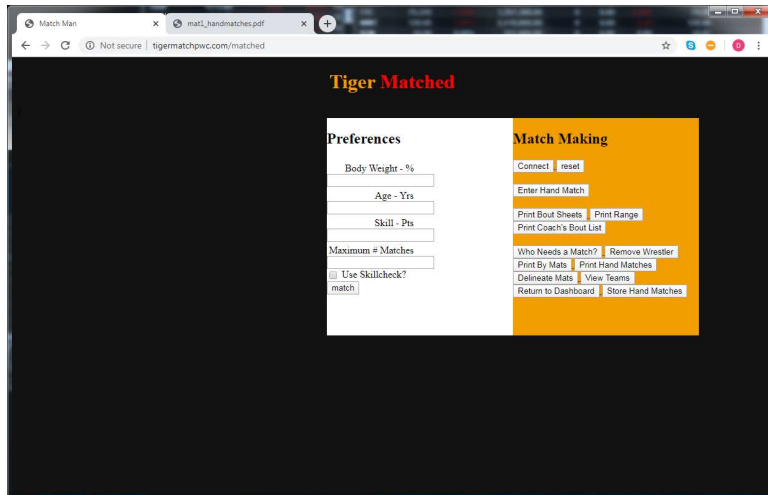 Match Man
mat1_handmatches.pdf
Not secure | tigermatchpwc.com/matched
D
Tiger Matched
Preferences
Body Weight - %
Age - Yrs
Skill - Pts
Maximum # Matches
Use Skillcheck?
match
Match Making
Connect reset
Enter Hand Match
Print Bout Sheets Print Range
Print Coach's Bout List
Who Needs a Match? Remove Wrestler
Print By Mats Print Hand Matches
Delineate Mats View Teams
Return to Dashboard Store Hand Matches